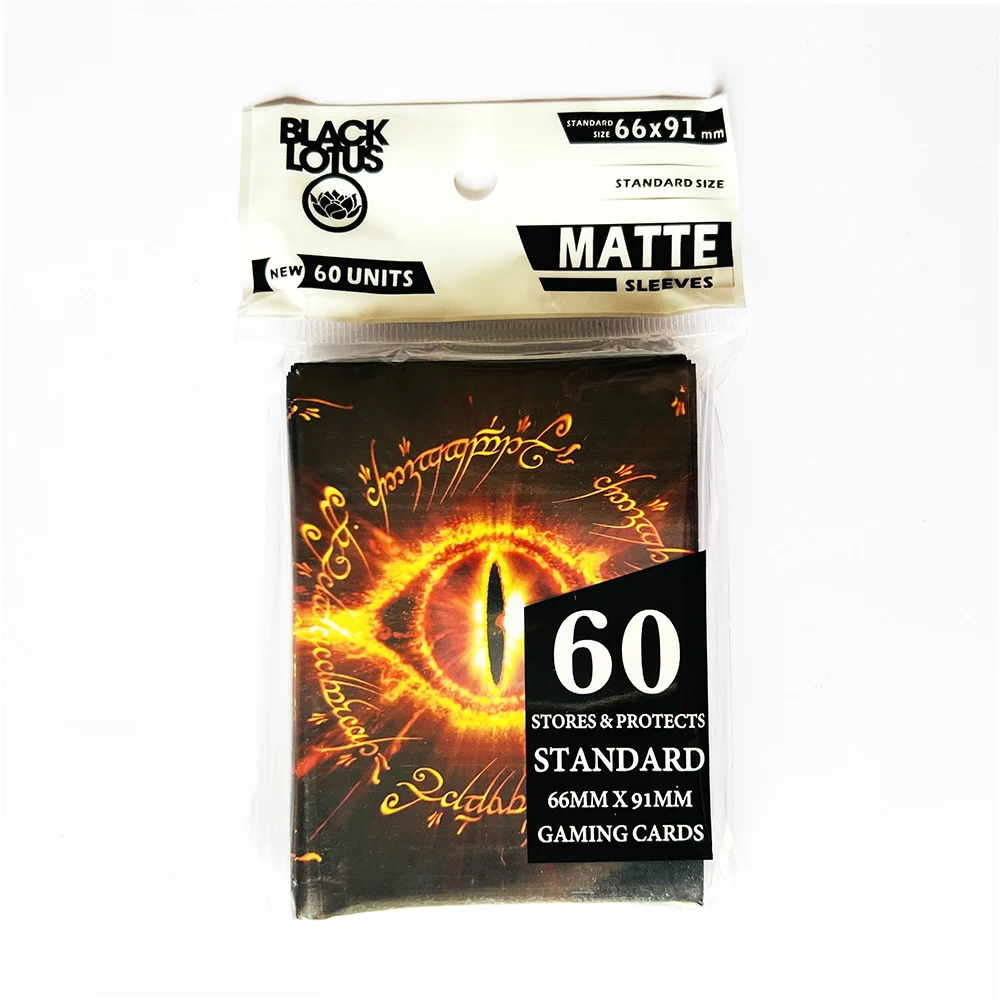 BLACK
LOTUS
STANDARD
SIZE 66x91 mm
STANDARD SIZE
MATTE
SLEEVES
NEW 60 UNITS
60
STORES & PROTECTS
STANDARD
66MM X 91MM
GAMING CARDS